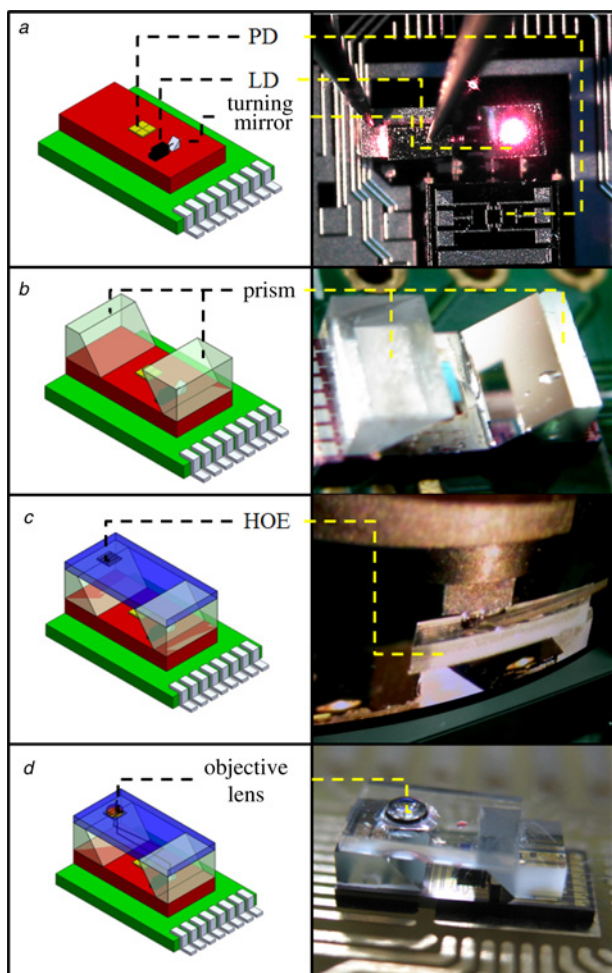 a
PD
LD
turning
mirror
b
prism
c
HOE
d
objective
lens